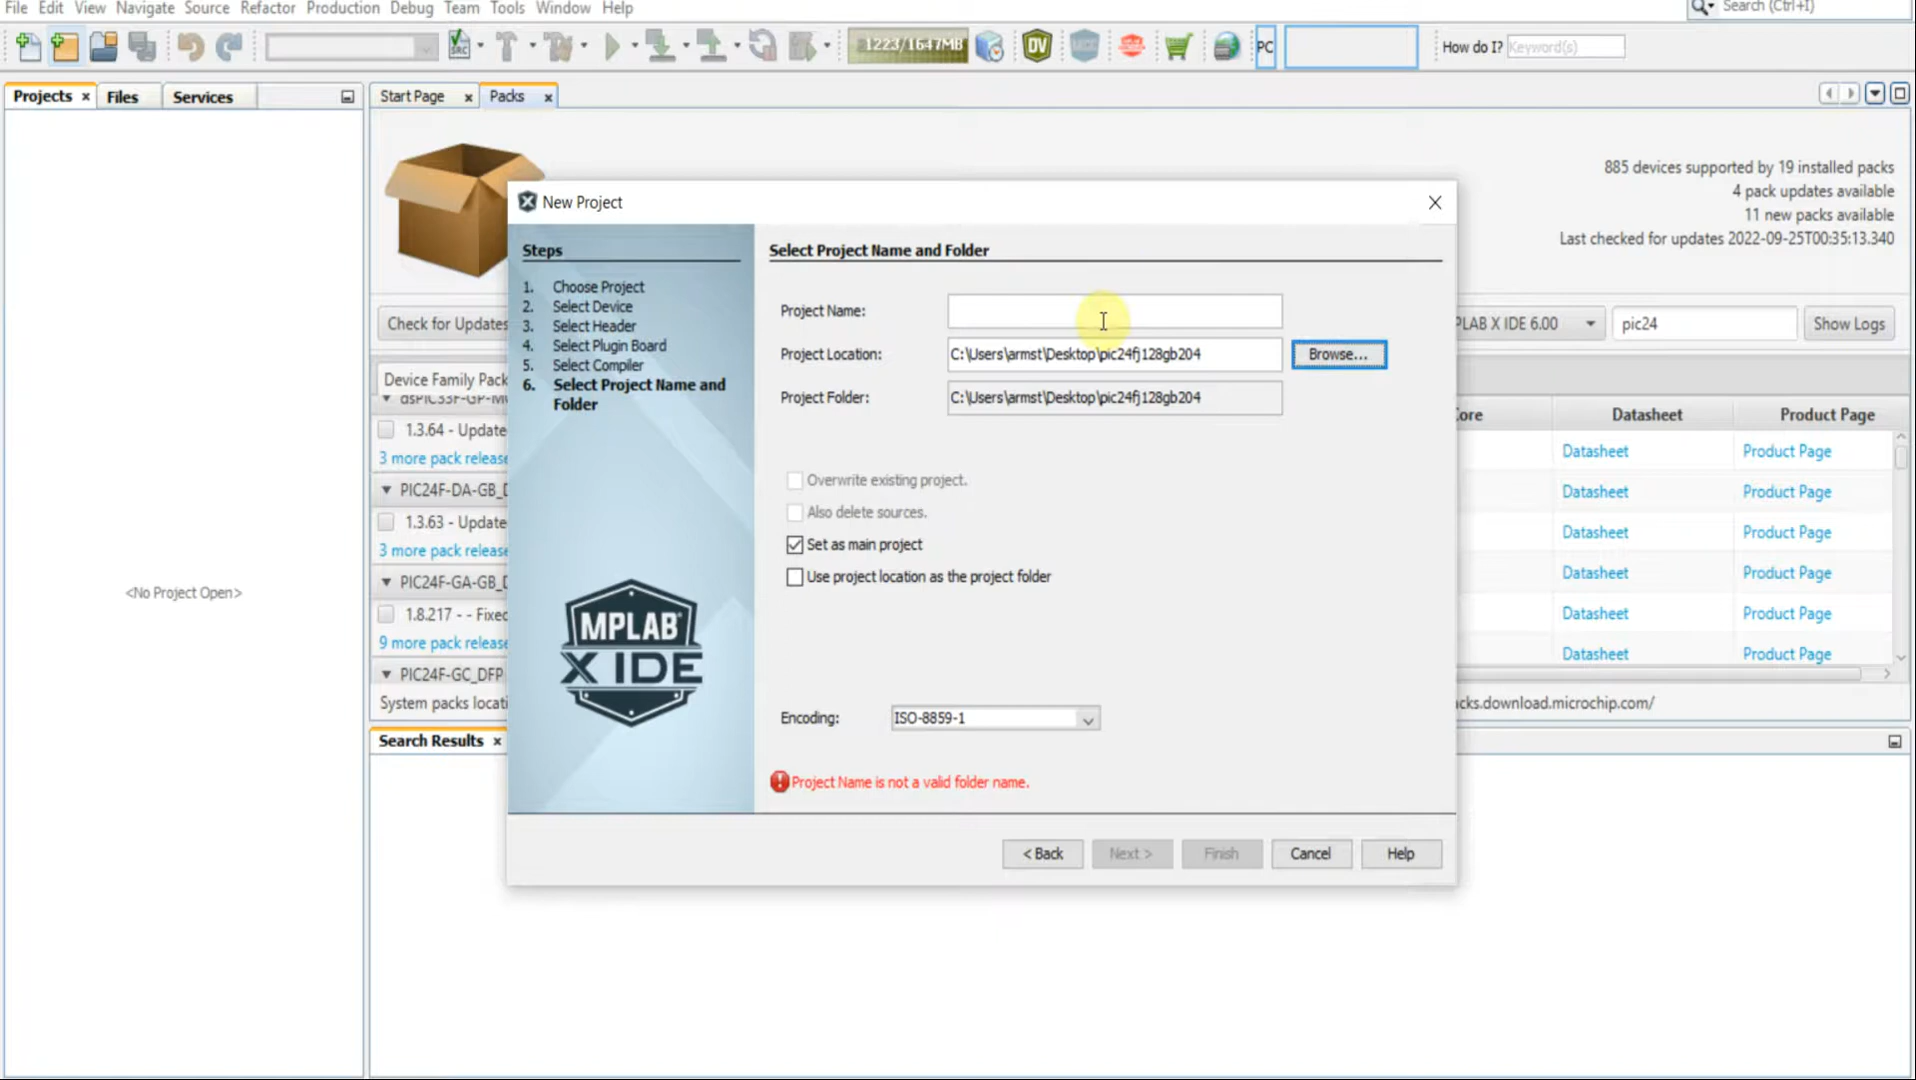 File Edit View Navigate Source Refactor Production Debug Team Tools Window Help
Search (Ctrl+I)
SRC
1223/1647MB
DV
PC
How do I? Keyword(s)
Projects Files Services
Start Page Packs
<No Project Open>
885 devices supported by 19 installed packs
4 pack updates available
11 new packs available
Last checked for updates 2022-09-25T00:35:13.340
Check for Updates
PLAB X IDE 6.00
pic24
Show Logs
Device Family Pack
dsPIC33F-GP-M
1.3.64 - Update
3 more pack release
PIC24F-DA-GB_D
1.3.63 - Update
3 more pack release
PIC24F-GA-GB_D
1.8.217 - - Fixed
9 more pack release
PIC24F-GC_DFP
System packs locati
Core Datasheet Product Page
Datasheet Product Page
Datasheet Product Page
Datasheet Product Page
Datasheet Product Page
Datasheet Product Page
Datasheet Product Page
acks.download.microchip.com/
Search Results
New Project
Steps
1. Choose Project
2. Select Device
3. Select Header
4. Select Plugin Board
5. Select Compiler
6. Select Project Name and
Folder
MPLAB®
X IDE
Select Project Name and Folder
Project Name:
Project Location: C:\Users\armst\Desktop\pic24fj128gb204 Browse...
Project Folder: C:\Users\armst\Desktop\pic24fj128gb204
Overwrite existing project.
Also delete sources.
Set as main project
Use project location as the project folder
Encoding: ISO-8859-1
Project Name is not a valid folder name.
< Back Next > Finish Cancel Help